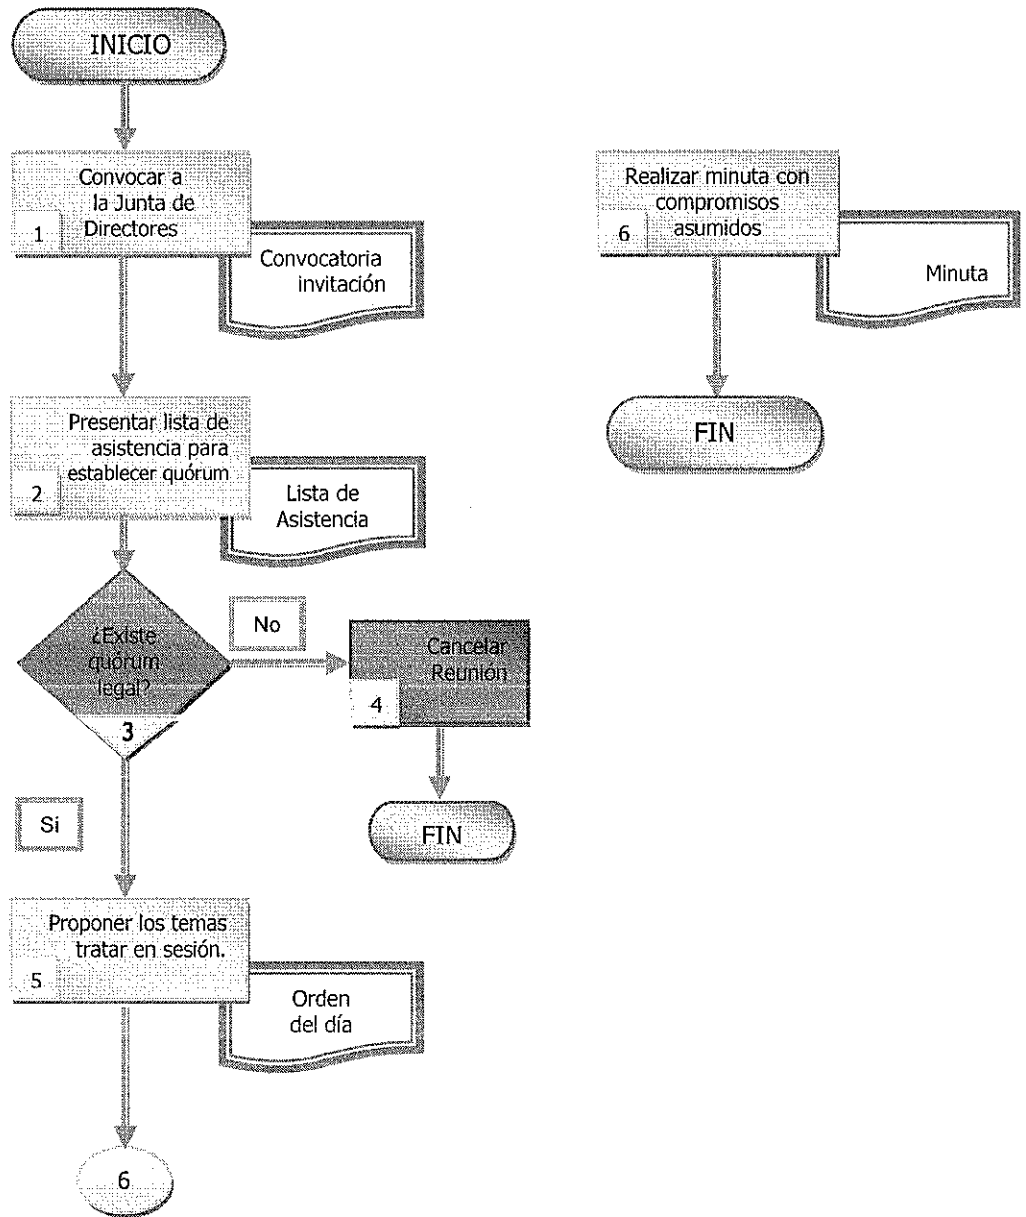 INICIO
Convocar a
la Junta de
Directores
1
Convocatoria
invitación
Presentar lista de
asistencia para
establecer quórum
2
Lista de
Asistencia
¿Existe
quórum
legal?
3
No
Cancelar
Reunión
4
FIN
Si
Proponer los temas
tratar en sesión.
5
Orden
del día
6
Realizar minuta con
compromisos
asumidos
6
Minuta
FIN